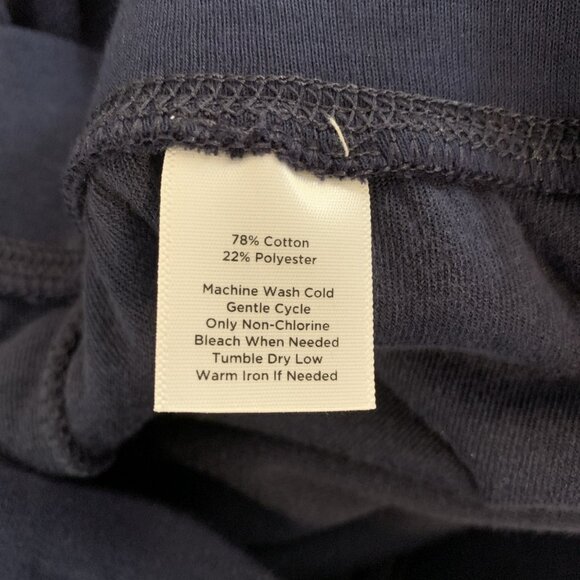 78% Cotton
22% Polyester
Machine Wash Cold
Gentle Cycle
Only Non-Chlorine
Bleach When Needed
Tumble Dry Low
Warm Iron If Needed